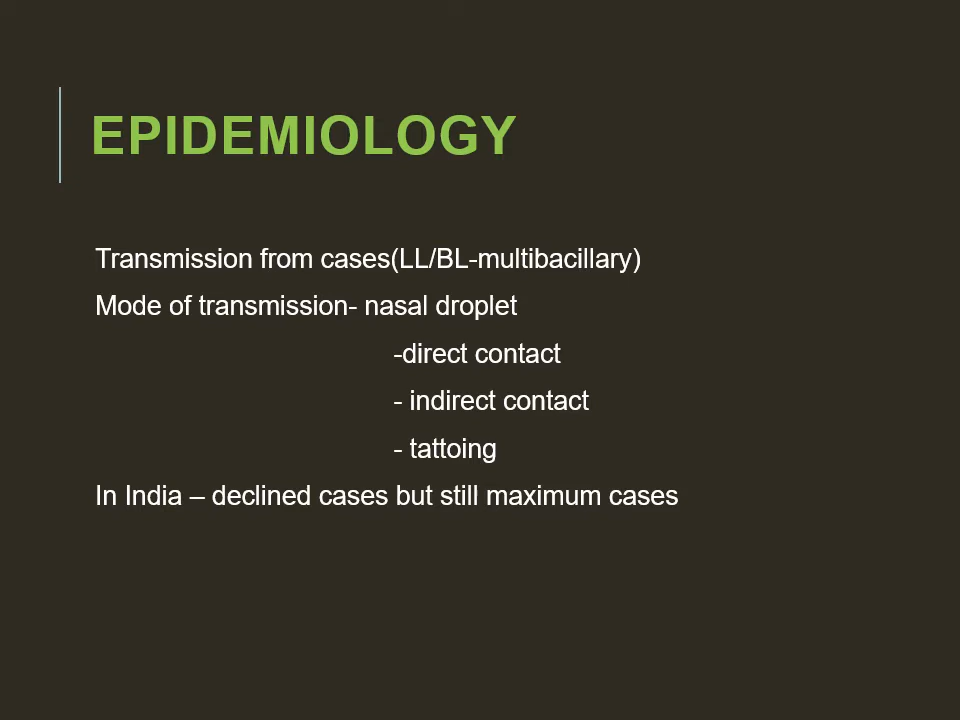 EPIDEMIOLOGY
Transmission from cases(LL/BL-multibacillary)
Mode of transmission- nasal droplet
-direct contact
- indirect contact
- tattoing
In India – declined cases but still maximum cases